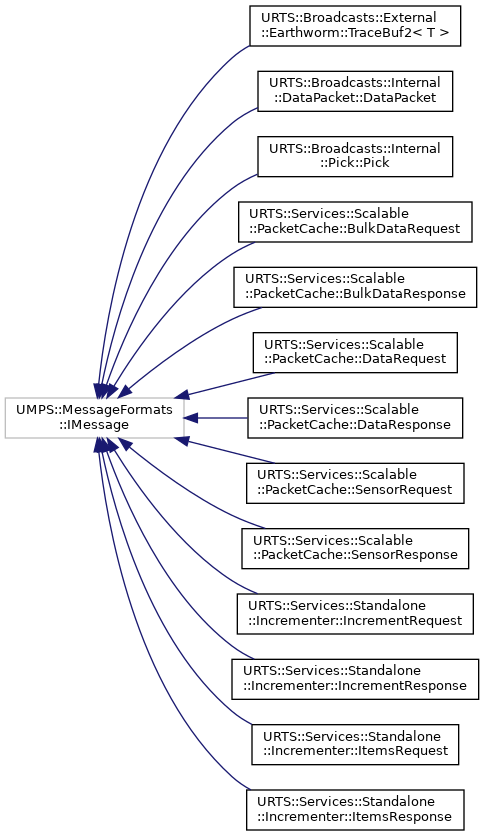 URTS::Broadcasts::External
::Earthworm::TraceBuf2< T >
URTS::Broadcasts::Internal
::DataPacket::DataPacket
URTS::Broadcasts::Internal
::Pick::Pick
URTS::Services::Scalable
::PacketCache::BulkDataRequest
URTS::Services::Scalable
::PacketCache::BulkDataResponse
URTS::Services::Scalable
::PacketCache::DataRequest
UMPS::MessageFormats
::IMessage
URTS::Services::Scalable
::PacketCache::DataResponse
URTS::Services::Scalable
::PacketCache::SensorRequest
URTS::Services::Scalable
::PacketCache::SensorResponse
URTS::Services::Standalone
::Incrementer::IncrementRequest
URTS::Services::Standalone
::Incrementer::IncrementResponse
URTS::Services::Standalone
::Incrementer::ItemsRequest
URTS::Services::Standalone
::Incrementer::ItemsResponse